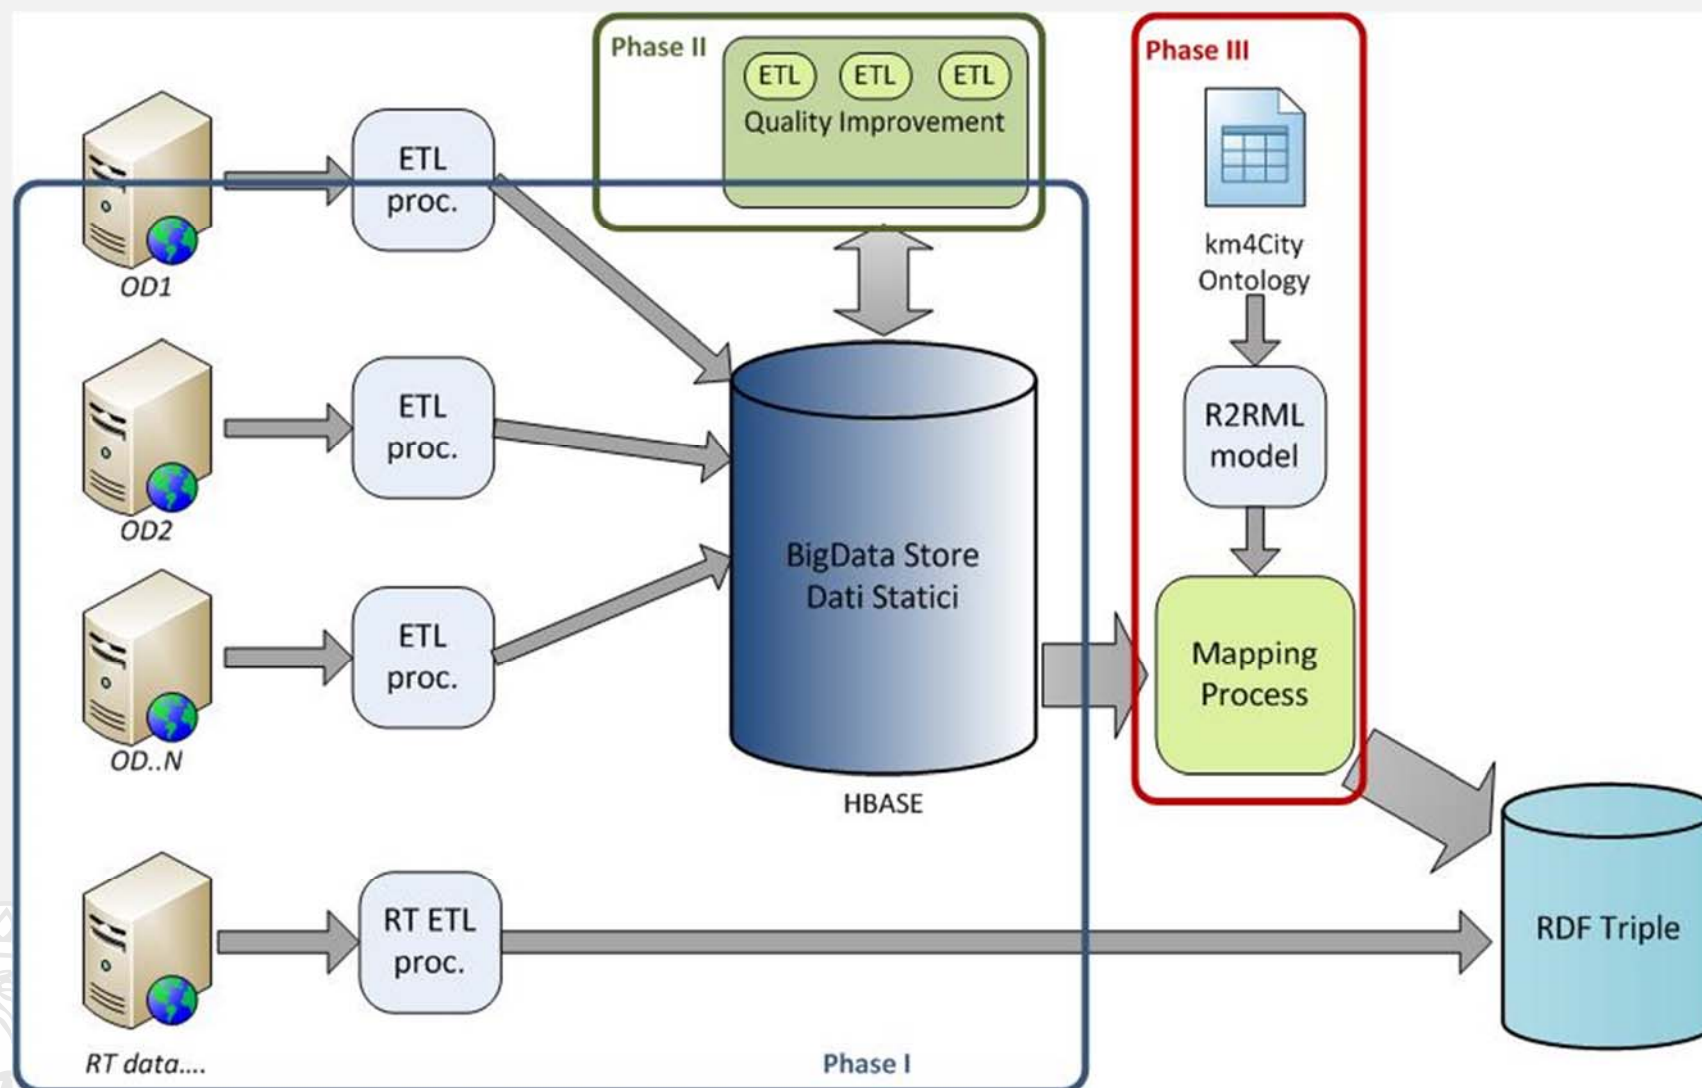 Phase II
ETL
ETL
ETL
Quality Improvement
Phase III
ETL
proc.
OD1
km4City
Ontology
ETL
proc.
OD2
R2RML
model
BigData Store
Dati Statici
ETL
proc.
OD..N
Mapping
Process
HBASE
RT ETL
proc.
RDF Triple
RT data....
Phase I